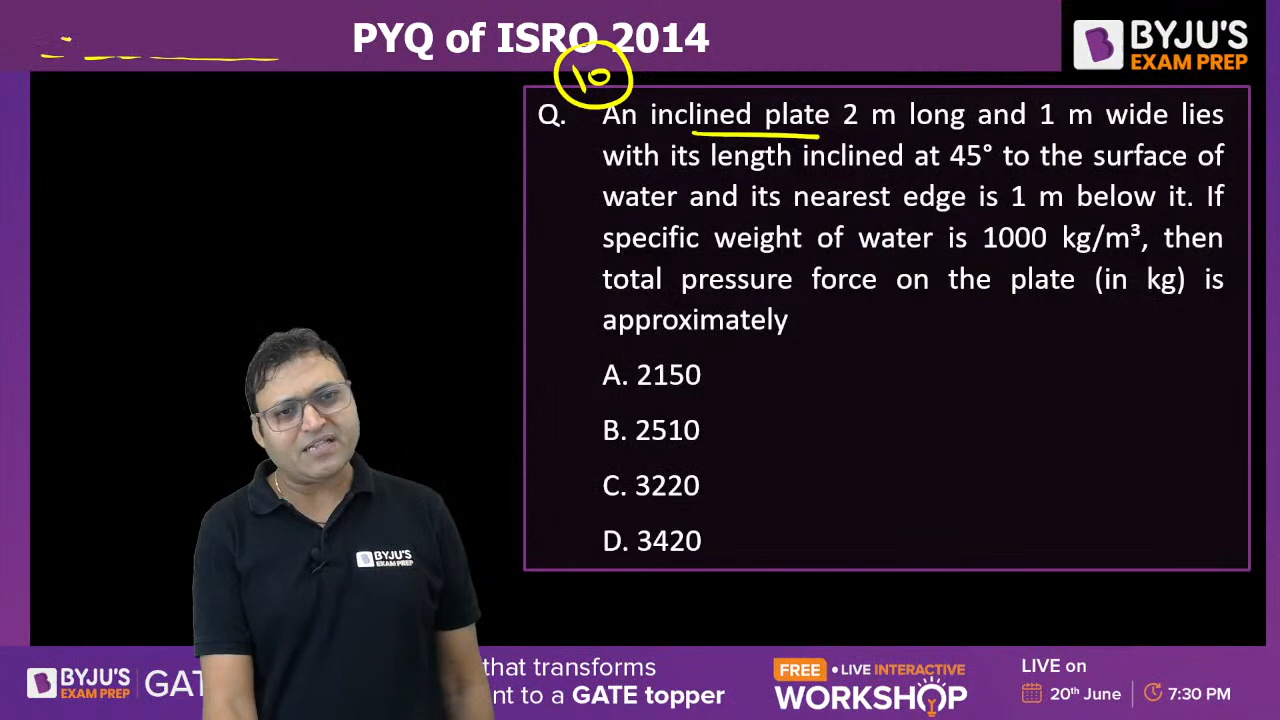 PYQ of ISRO 2014
BYJU'S
EXAM PREP
10
Q. An inclined plate 2 m long and 1 m wide lies
with its length inclined at 45° to the surface of
water and its nearest edge is 1 m below it. If
specific weight of water is 1000 kg/m³, then
total pressure force on the plate (in kg) is
approximately
A. 2150
B. 2510
C. 3220
D. 3420
BYJU'S
EXAM PREP
BYJU'S
EXAM PREP
GAT
that transforms
nt to a GATE topper
FREE • LIVE INTERACTIVE
WORKSHOP
LIVE on
20th June | 7:30 PM